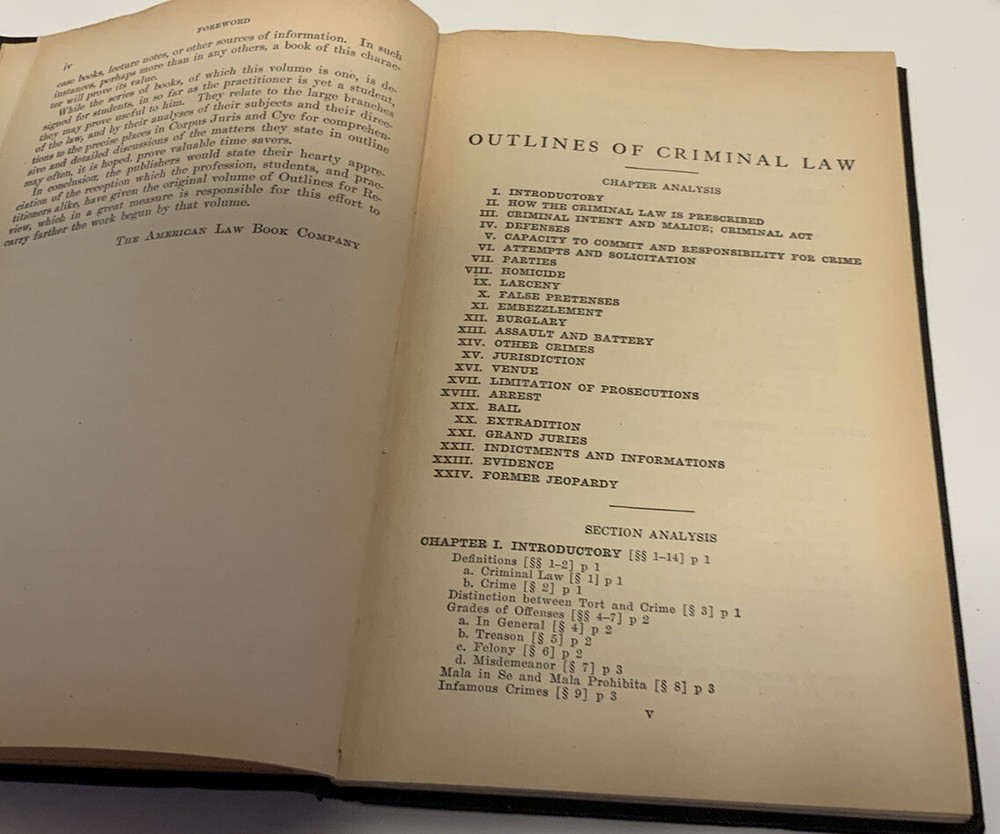 iv
FOREWORD
case books, lecture notes, or other sources of information. In such
instances, perhaps more than in any others, a book of this charac-
ter will prove its value.
While the series of books, of which this volume is one, is de-
signed for students, in so far as the practitioner is yet a student,
they may prove useful to him. They relate to the large branches
of the law, and by their analyses of their subjects and their direc-
tions to the precise places in Corpus Juris and Cyc for comprehen-
sive and detailed discussions of the matters they state in outline
may often, it is hoped, prove valuable time savers.
In conclusion, the publishers would state their hearty appre-
ciation of the reception which the profession, students, and prac-
titioners alike, have given the original volume of Outlines for Re-
view, which in a great measure is responsible for this effort to
carry farther the work begun by that volume.
THE AMERICAN LAW BOOK COMPANY
OUTLINES OF CRIMINAL LAW
CHAPTER ANALYSIS
I. INTRODUCTORY
II. HOW THE CRIMINAL LAW IS PRESCRIBED
III. CRIMINAL INTENT AND MALICE; CRIMINAL ACT
IV. DEFENSES
V. CAPACITY TO COMMIT AND RESPONSIBILITY FOR CRIME
VI. ATTEMPTS AND SOLICITATION
VII. PARTIES
VIII. HOMICIDE
IX. LARCENY
X. FALSE PRETENSES
XI. EMBEZZLEMENT
XII. BURGLARY
XIII. ASSAULT AND BATTERY
XIV. OTHER CRIMES
XV. JURISDICTION
XVI. VENUE
XVII. LIMITATION OF PROSECUTIONS
XVIII. ARREST
XIX. BAIL
XX. EXTRADITION
XXI. GRAND JURIES
XXII. INDICTMENTS AND INFORMATIONS
XXIII. EVIDENCE
XXIV. FORMER JEOPARDY
SECTION ANALYSIS
CHAPTER I. INTRODUCTORY [§§ 1-14] p 1
Definitions [§§ 1-2] p 1
a. Criminal Law [§ 1] p 1
b. Crime [§ 2] p 1
Distinction between Tort and Crime [§ 3] p 1
Grades of Offenses [§§ 4-7] p 2
a. In General [§ 4] p 2
b. Treason [§ 5] p 2
c. Felony [§ 6] p 2
d. Misdemeanor [§ 7] p 3
Mala in Se and Mala Prohibita [§ 8] p 3
Infamous Crimes [§ 9] p 3
V